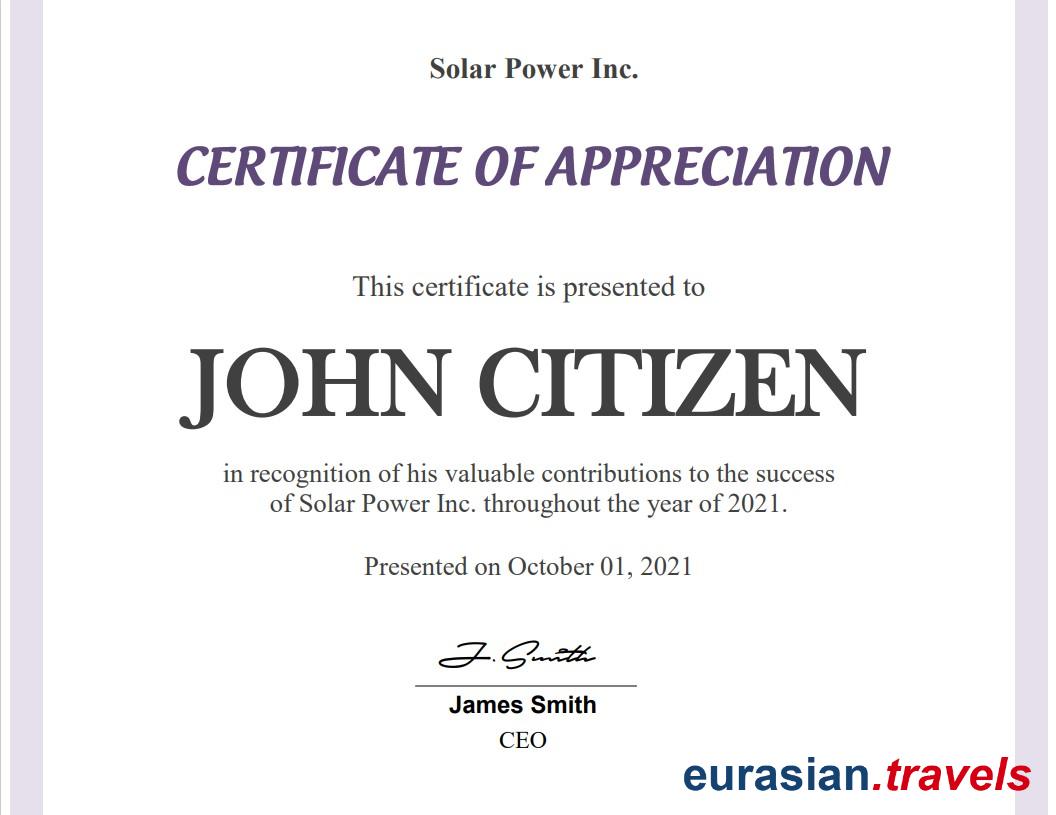 Solar Power Inc.
CERTIFICATE OF APPRECIATION
This certificate is presented to
JOHN CITIZEN
in recognition of his valuable contributions to the success
of Solar Power Inc. throughout the year of 2021.
Presented on October 01, 2021
J. Smith
James Smith
CEO
eurasian.travels